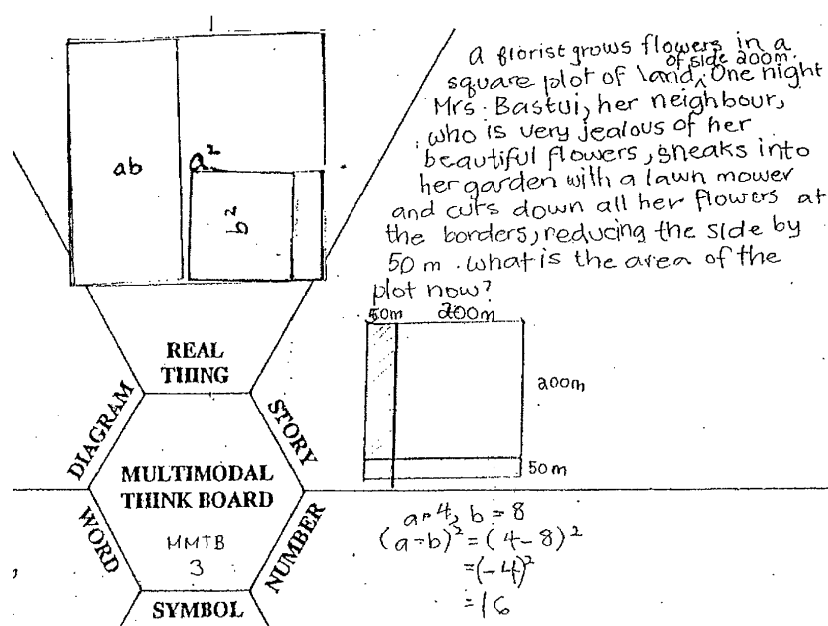 ab
a²
b²
a florist grows flowers in a
of side 200m.
square plot of land^. One night
Mrs. Bastui, her neighbour,
who is very jealous of her
beautiful flowers, sneaks into
her garden with a lawn mower
and cuts down all her flowers at
the borders, reducing the side by
50 m. what is the area of the
plot now?
50m 200m
200m
50m
REAL
THING
DIAGRAM
STORY
MULTIMODAL
THINK BOARD
MMTB
3
WORD
NUMBER
SYMBOL
a=4, b=8
(a-b)² = (4-8)²
=(-4)²
=16